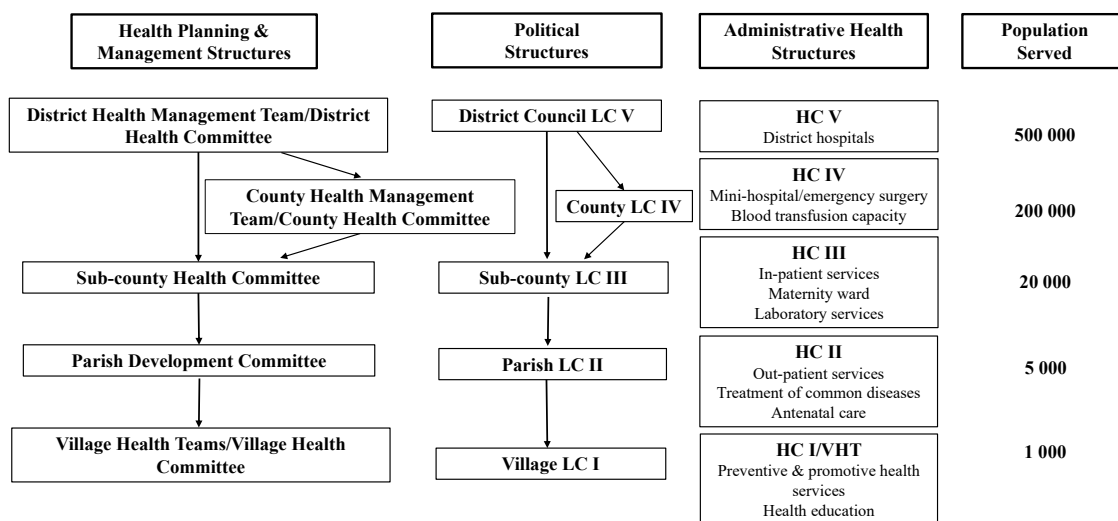 Health Planning &
Management Structures
Political
Structures
Administrative Health
Structures
Population
Served
District Health Management Team/District
Health Committee
District Council LC V
HC V
District hospitals
500 000
County Health Management
Team/County Health Committee
County LC IV
HC IV
Mini-hospital/emergency surgery
Blood transfusion capacity
200 000
Sub-county Health Committee
Sub-county LC III
HC III
In-patient services
Maternity ward
Laboratory services
20 000
Parish Development Committee
Parish LC II
HC II
Out-patient services
Treatment of common diseases
Antenatal care
5 000
Village Health Teams/Village Health
Committee
Village LC I
HC I/VHT
Preventive & promotive health
services
Health education
1 000